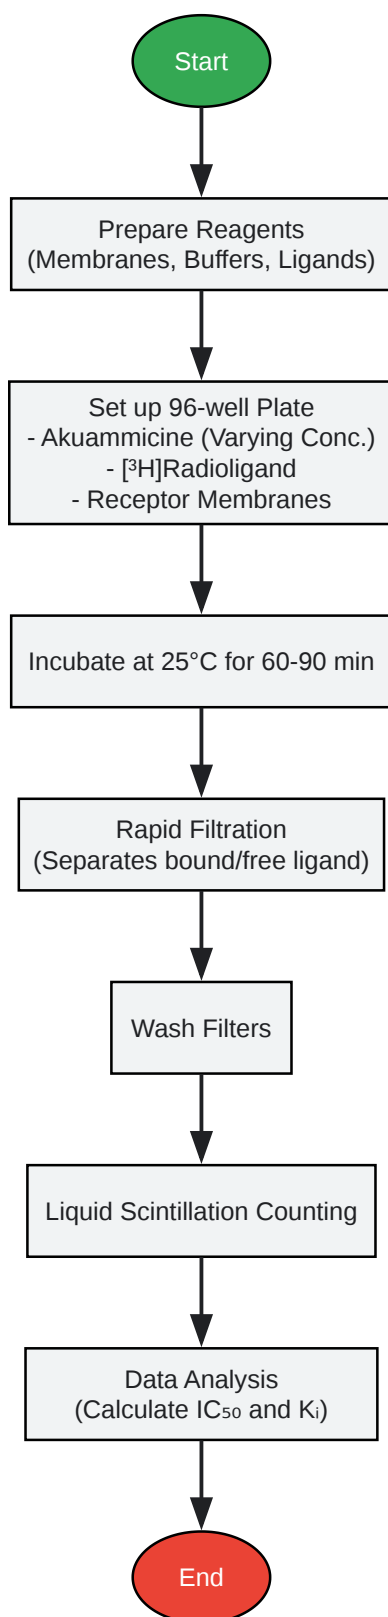 Start
Prepare Reagents
(Membranes, Buffers, Ligands)
Set up 96-well Plate
- Akuammicine (Varying Conc.)
- [³H]Radioligand
- Receptor Membranes
Incubate at 25°C for 60-90 min
Rapid Filtration
(Separates bound/free ligand)
Wash Filters
Liquid Scintillation Counting
Data Analysis
(Calculate IC₅₀ and Kᵢ)
End